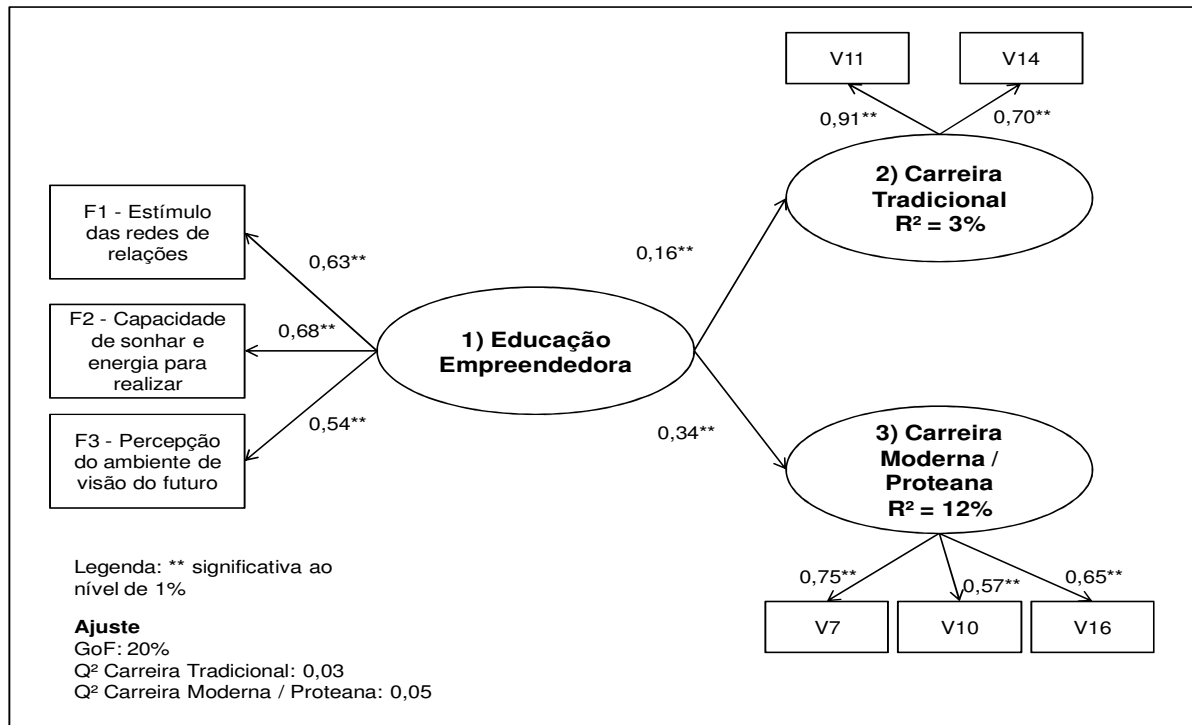 V11
V14
0,91**
0,70**
2) Carreira
Tradicional
R² = 3%
F1 - Estímulo
das redes de
relações
0,63**
0,16**
F2 - Capacidade
de sonhar e
energia para
realizar
0,68**
1) Educação
Empreendedora
F3 - Percepção
do ambiente de
visão do futuro
0,54**
0,34**
3) Carreira
Moderna /
Proteana
R² = 12%
0,75**
0,57**
0,65**
V7
V10
V16
Legenda: ** significativa ao
nível de 1%
Ajuste
GoF: 20%
Q² Carreira Tradicional: 0,03
Q² Carreira Moderna / Proteana: 0,05